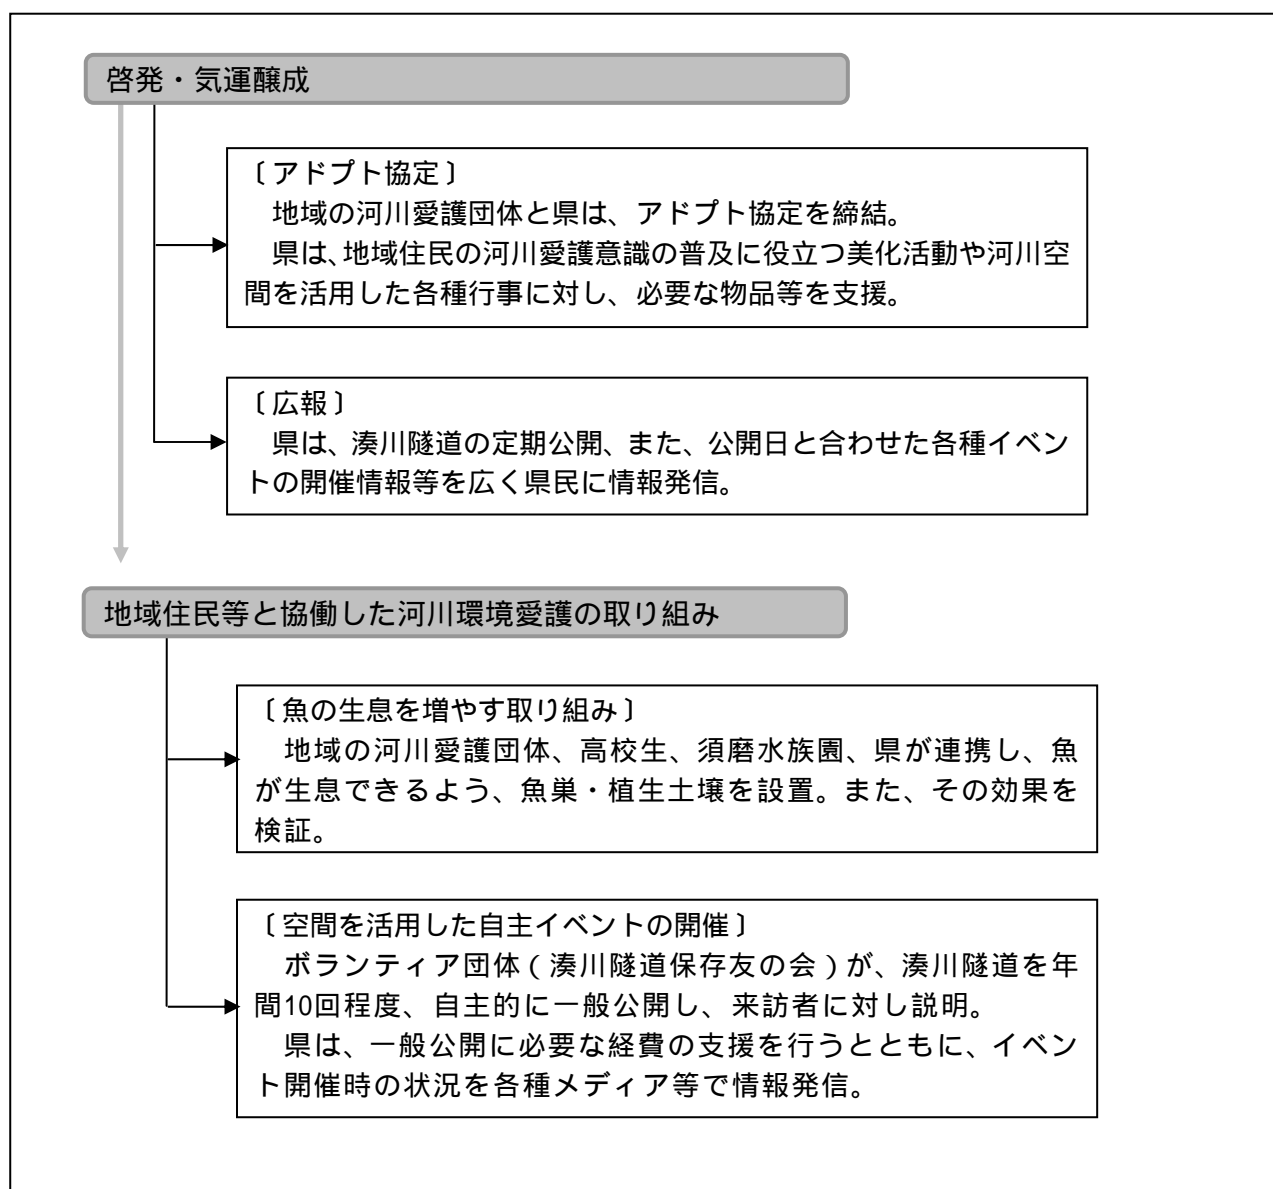 啓発・気運醸成
〔アドプト協定〕
地域の河川愛護団体と県は、アドプト協定を締結。
県は、地域住民の河川愛護意識の普及に役立つ美化活動や河川空
間を活用した各種行事に対し、必要な物品等を支援。
〔広報〕
県は、湊川隧道の定期公開、また、公開日と合わせた各種イベン
トの開催情報等を広く県民に情報発信。
地域住民等と協働した河川環境愛護の取り組み
〔魚の生息を増やす取り組み〕
地域の河川愛護団体、高校生、須磨水族園、県が連携し、魚
が生息できるよう、魚巣・植生土壌を設置。また、その効果を
検証。
〔空間を活用した自主イベントの開催〕
ボランティア団体(湊川隧道保存友の会)が、湊川隧道を年
間10回程度、自主的に一般公開し、来訪者に対し説明。
県は、一般公開に必要な経費の支援を行うとともに、イベン
ト開催時の状況を各種メディア等で情報発信。